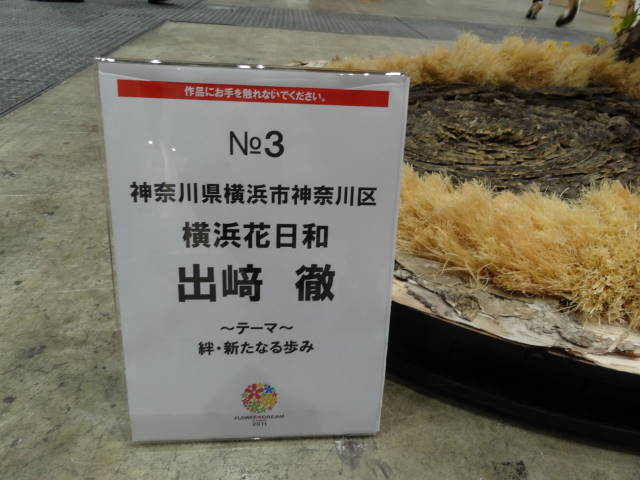 作品にお手を触れないでください。
№3
神奈川県横浜市神奈川区
横浜花日和
出﨑 徹
～テーマ～
絆・新たなる歩み
FLOWER&DREAM
2011